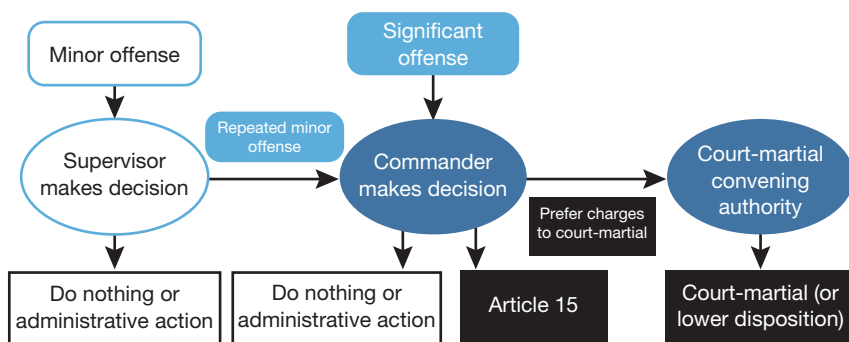 Minor offense
Significant
offense
Repeated minor
offense
Supervisor
makes decision
Commander
makes decision
Court-martial
convening
authority
Prefer charges
to court-martial
Do nothing or
administrative action
Do nothing or
administrative action
Article 15
Court-martial (or
lower disposition)